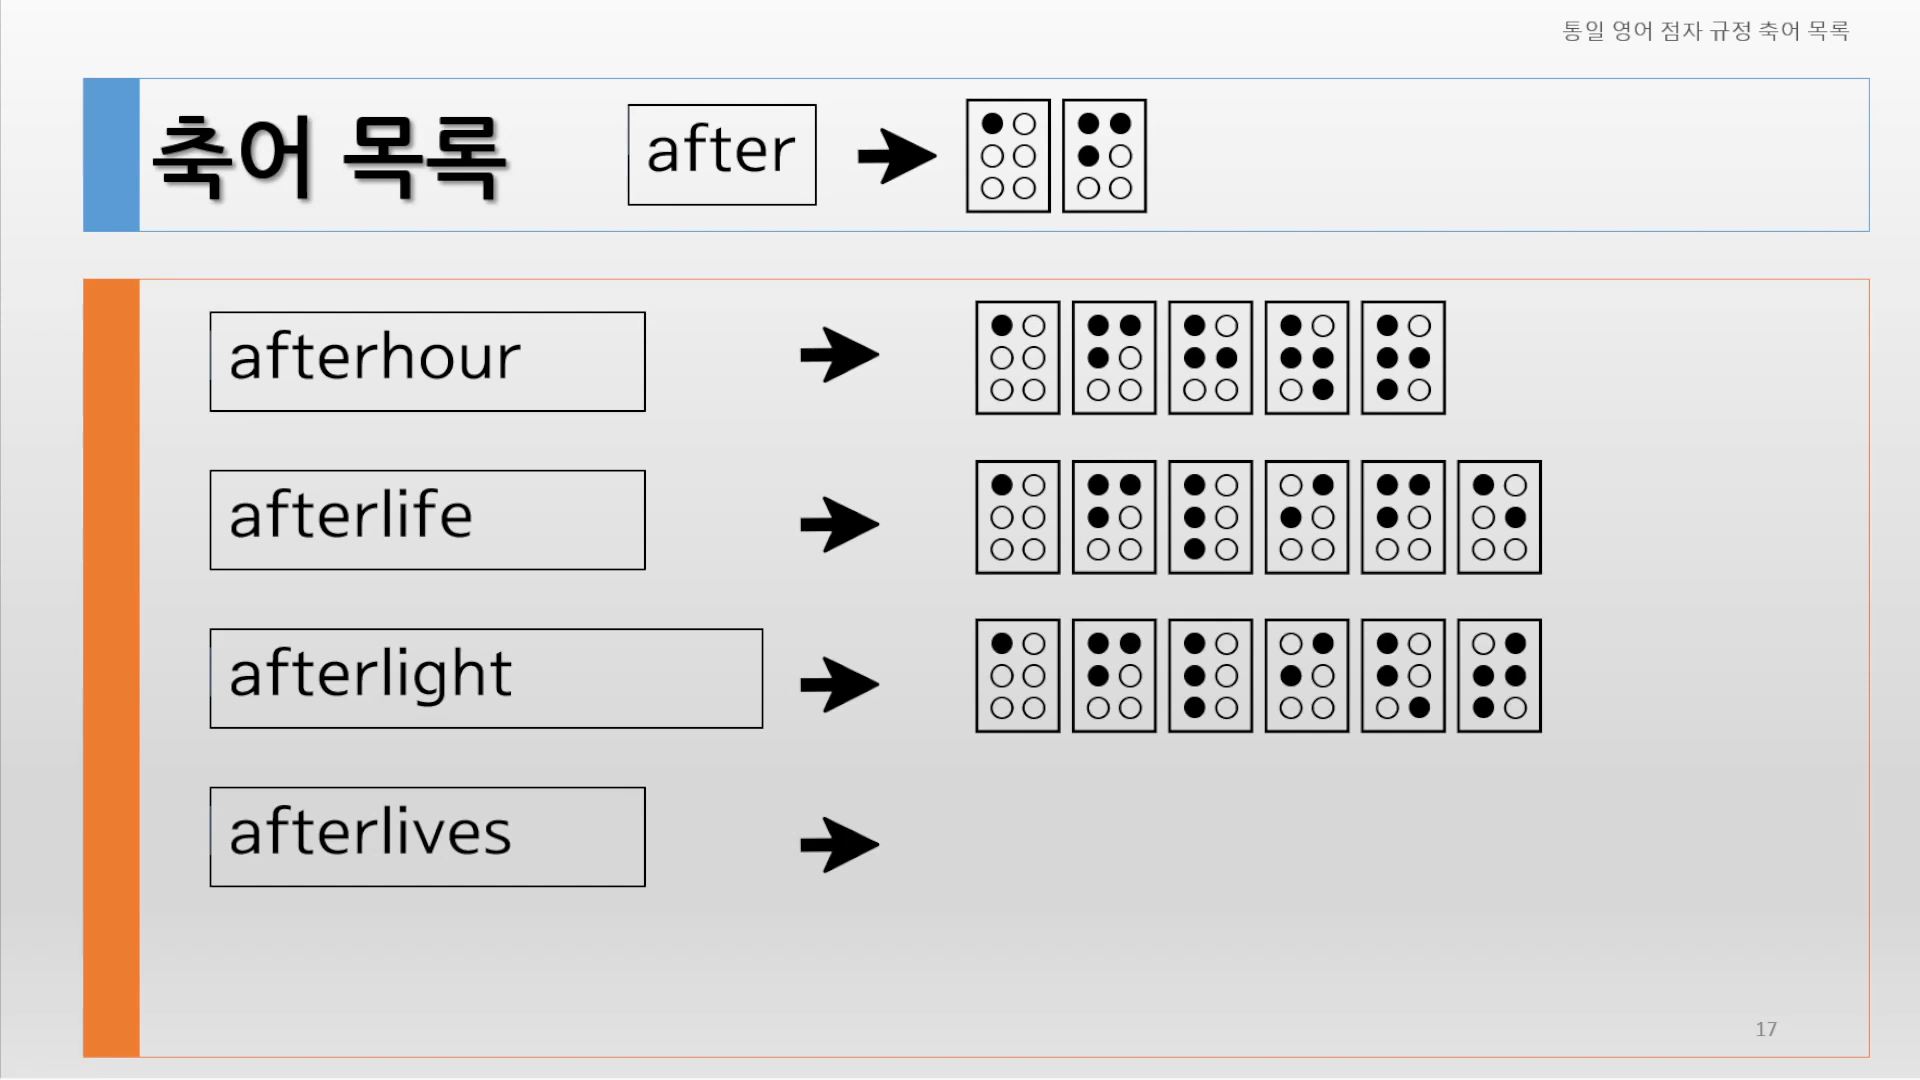 통일 영어 점자 규정 축어 목록
축어 목록 after ⠁⠋
afterhour ⠁⠋⠓⠳⠗
afterlife ⠁⠋⠇⠊⠋⠑
afterlight ⠁⠋⠇⠊⠣⠞
afterlives
17